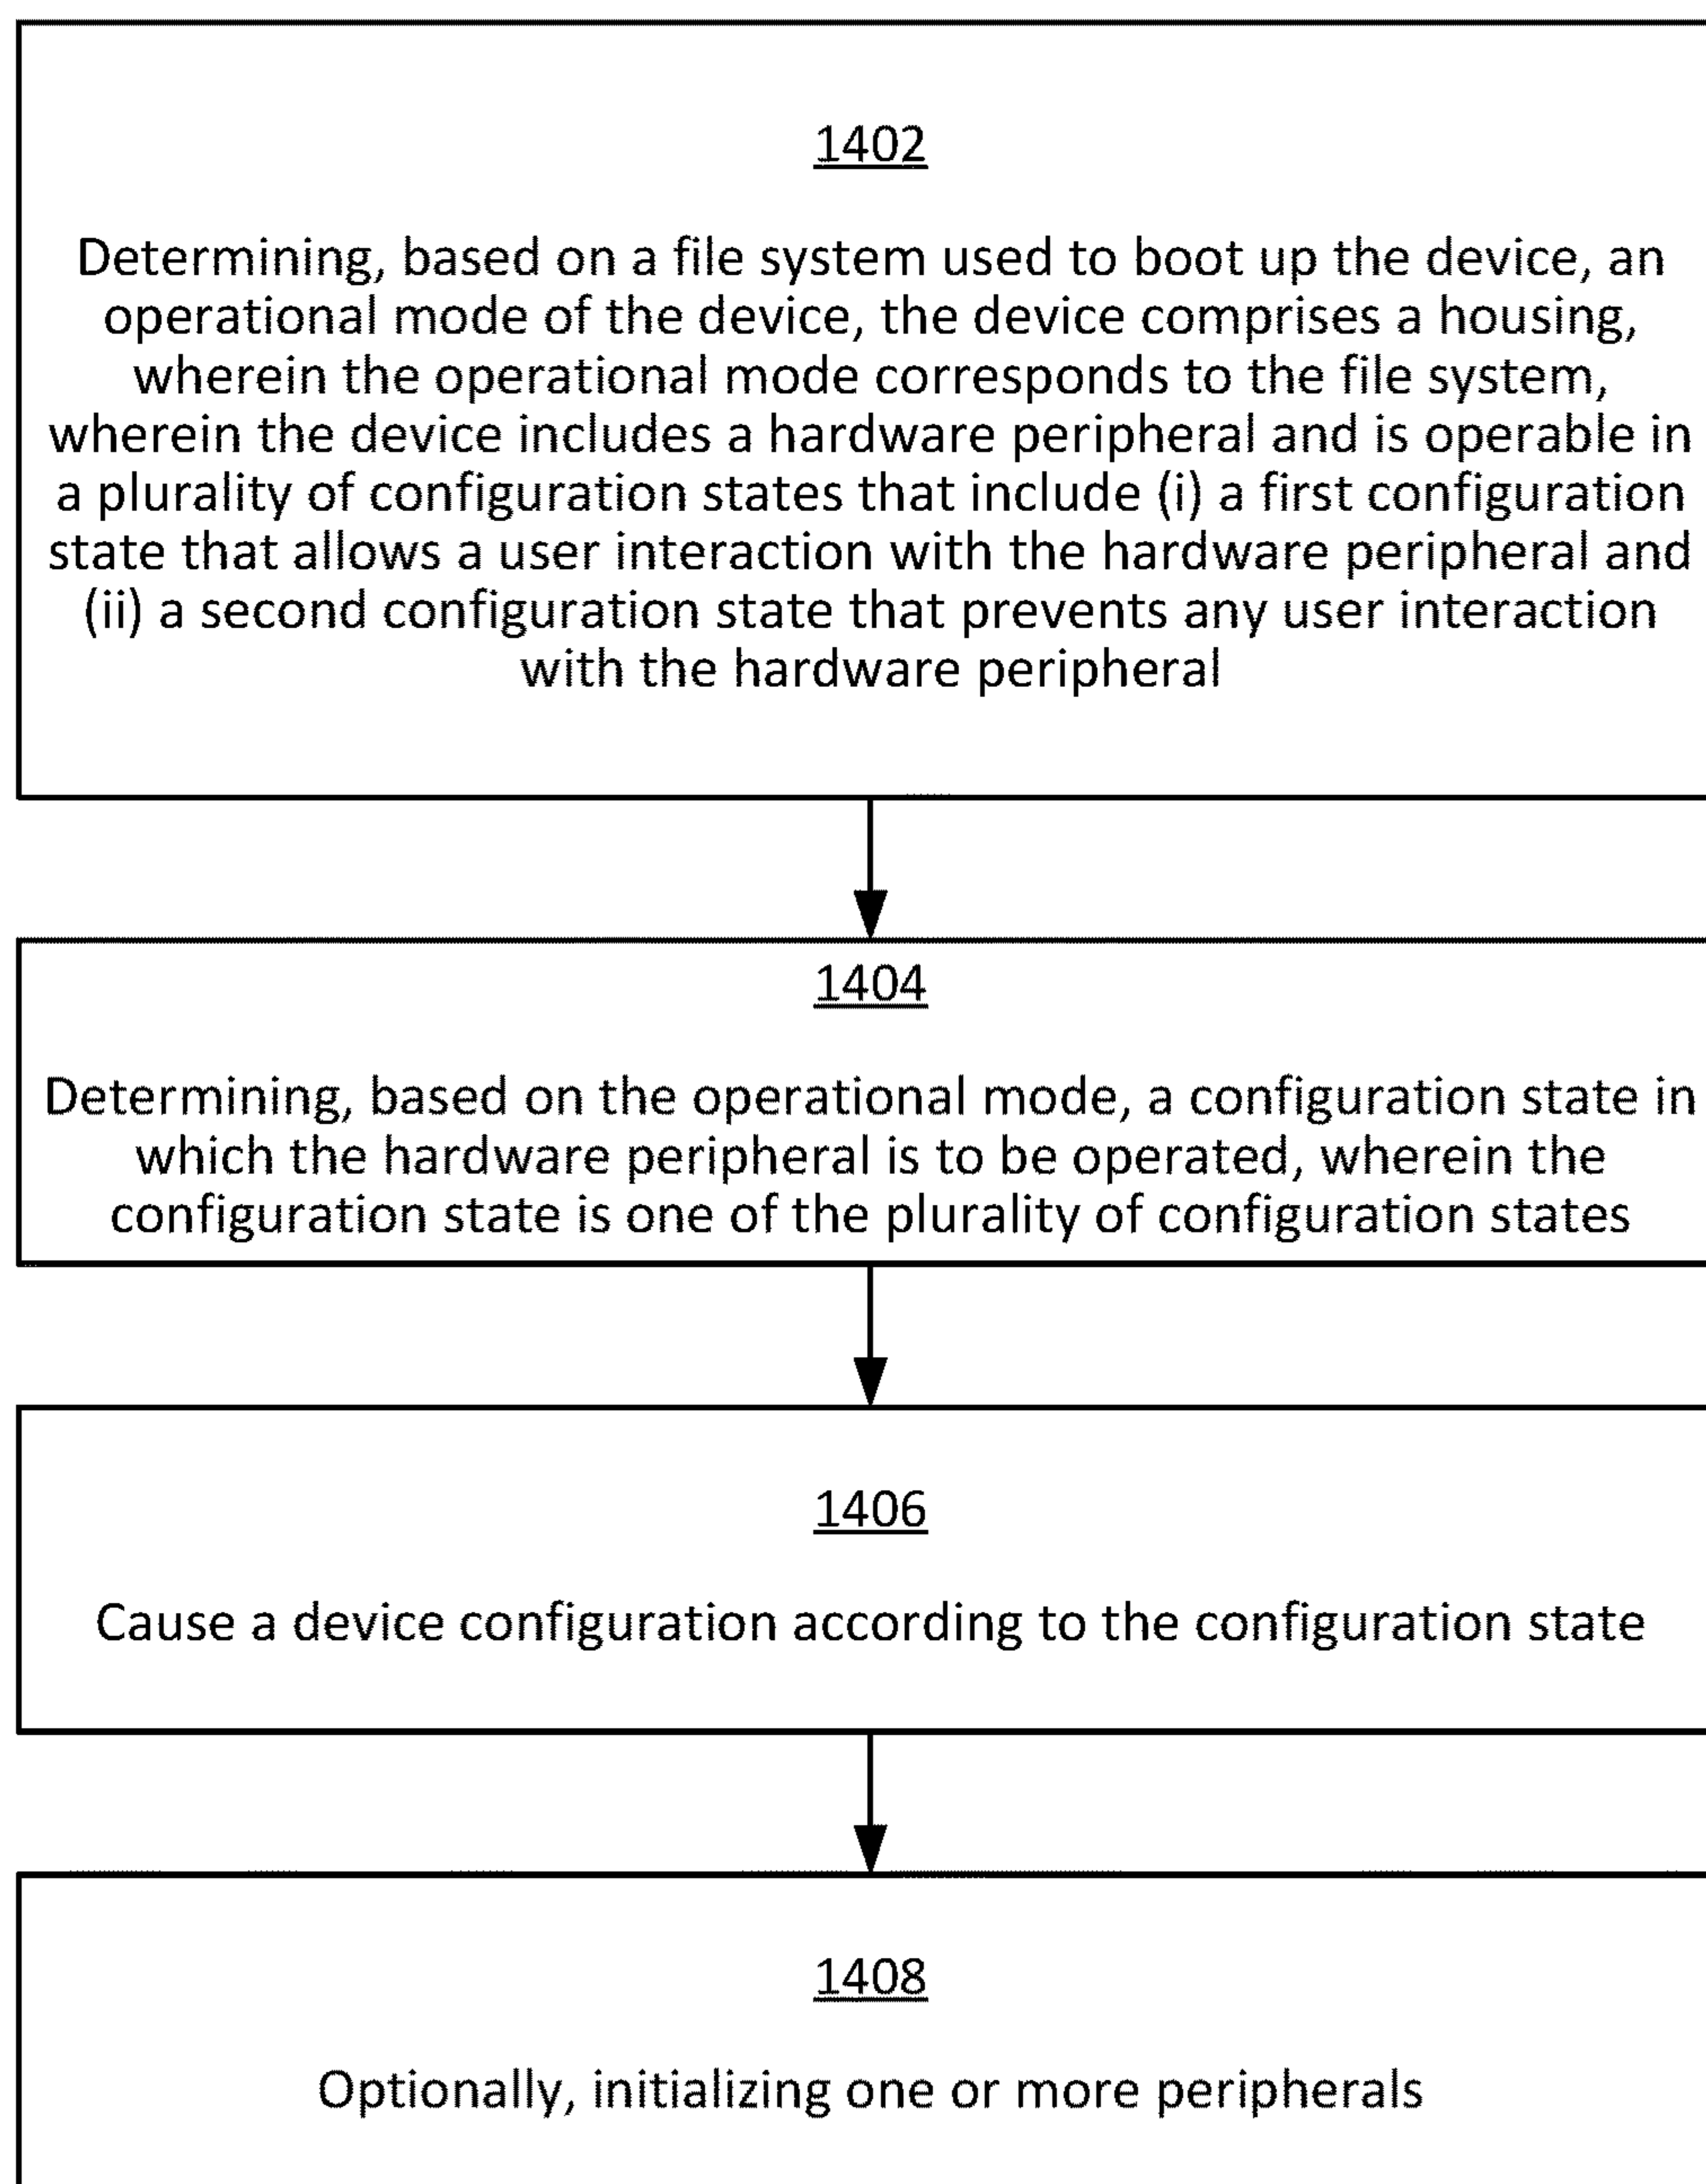 1402
Determining, based on a file system used to boot up the device, an
operational mode of the device, the device comprises a housing,
wherein the operational mode corresponds to the file system,
wherein the device includes a hardware peripheral and is operable in
a plurality of configuration states that include (i) a first configuration
state that allows a user interaction with the hardware peripheral and
(ii) a second configuration state that prevents any user interaction
with the hardware peripheral
1404
Determining, based on the operational mode, a configuration state in
which the hardware peripheral is to be operated, wherein the
configuration state is one of the plurality of configuration states
1406
Cause a device configuration according to the configuration state
1408
Optionally, initializing one or more peripherals